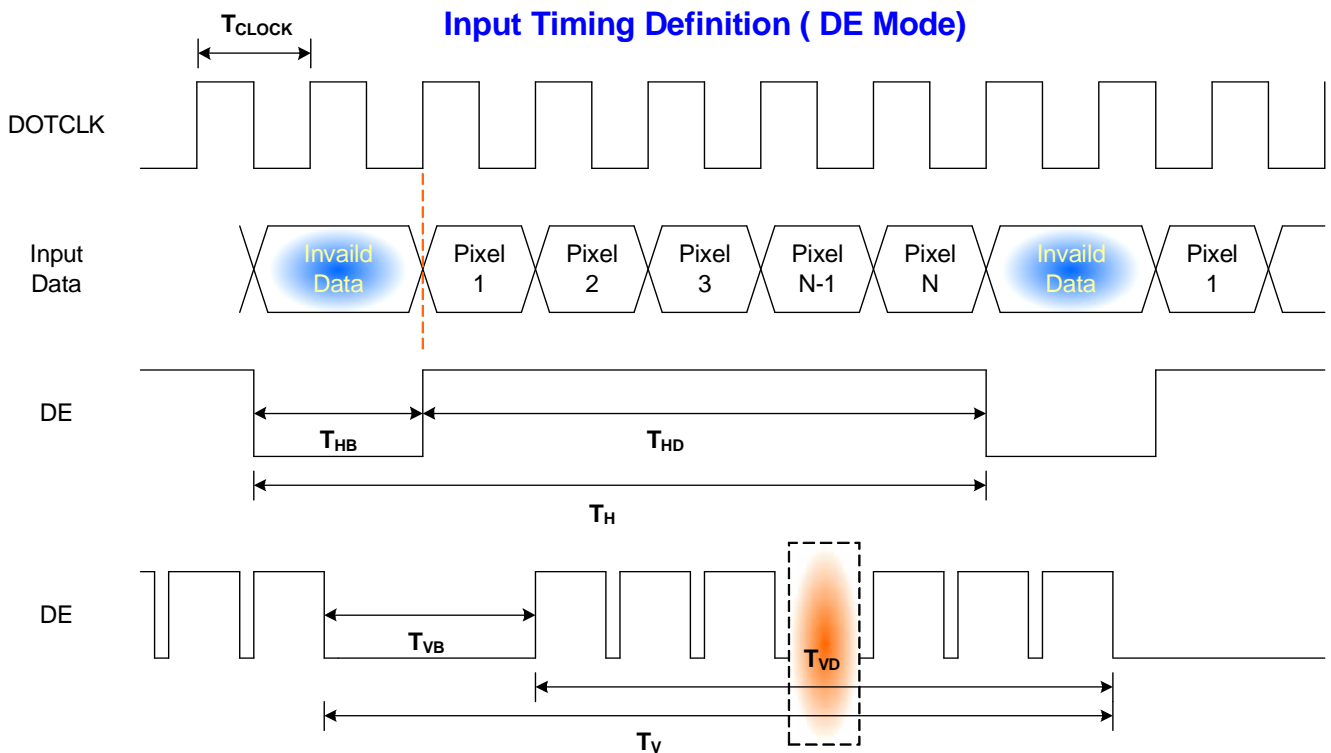 Input Timing Definition ( DE Mode)
TCLOCK
DOTCLK
Input
Data
Invaild
Data
Pixel
1
Pixel
2
Pixel
3
Pixel
N-1
Pixel
N
Invaild
Data
Pixel
1
DE
THB
THD
TH
DE
TVB
TVD
TV